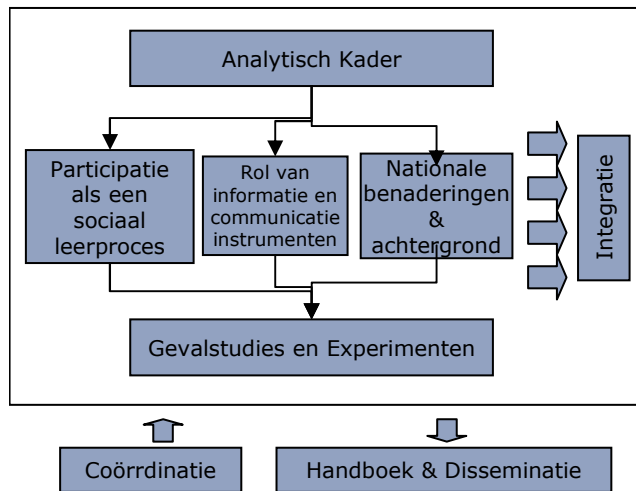 Analytisch Kader
Participatie
als een
sociaal
leerproces
Rol van
informatie en
communicatie
instrumenten
Nationale
benaderingen
&
achtergrond
Integratie
Gevalstudies en Experimenten
Coörrdinatie
Handboek & Disseminatie